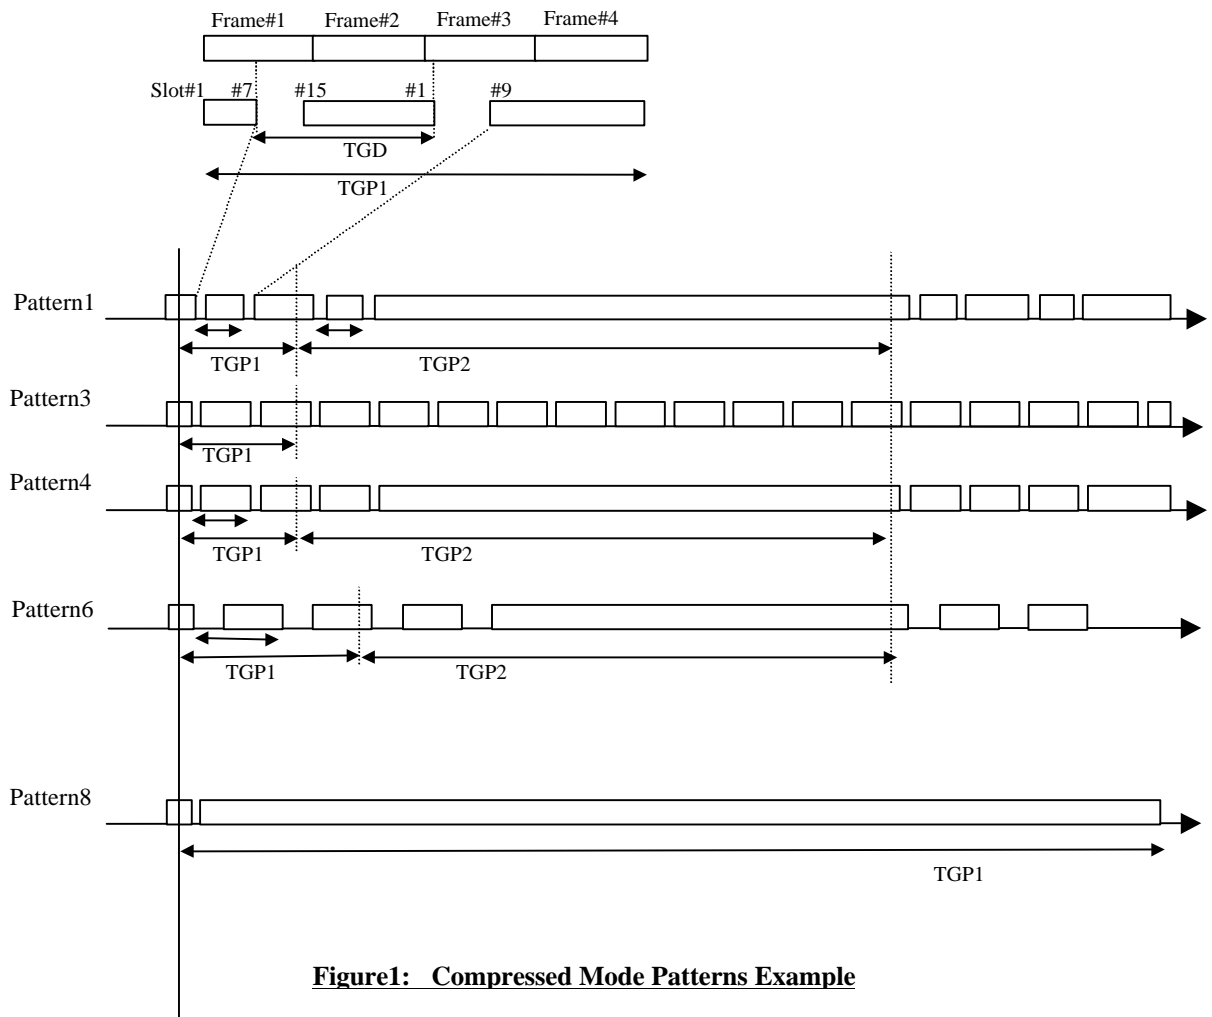 Frame#1 Frame#2 Frame#3 Frame#4
Slot#1 #7 #15 #1 #9
TGD
TGP1
Pattern1
TGP1 TGP2
Pattern3
TGP1
Pattern4
TGP1 TGP2
Pattern6
TGP1 TGP2
Pattern8
TGP1
Figure1: Compressed Mode Patterns Example